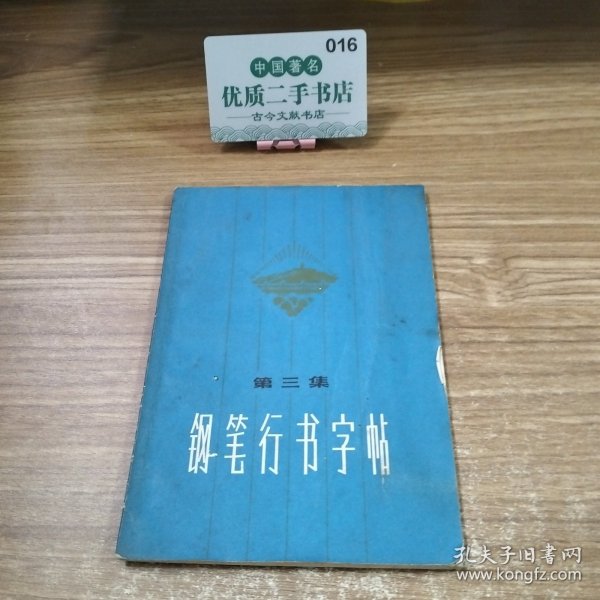 016
中国著名
优质二手书店
古今文献书店
第三集
钢笔行书字帖
孔夫子旧书网
www.kongfz.com